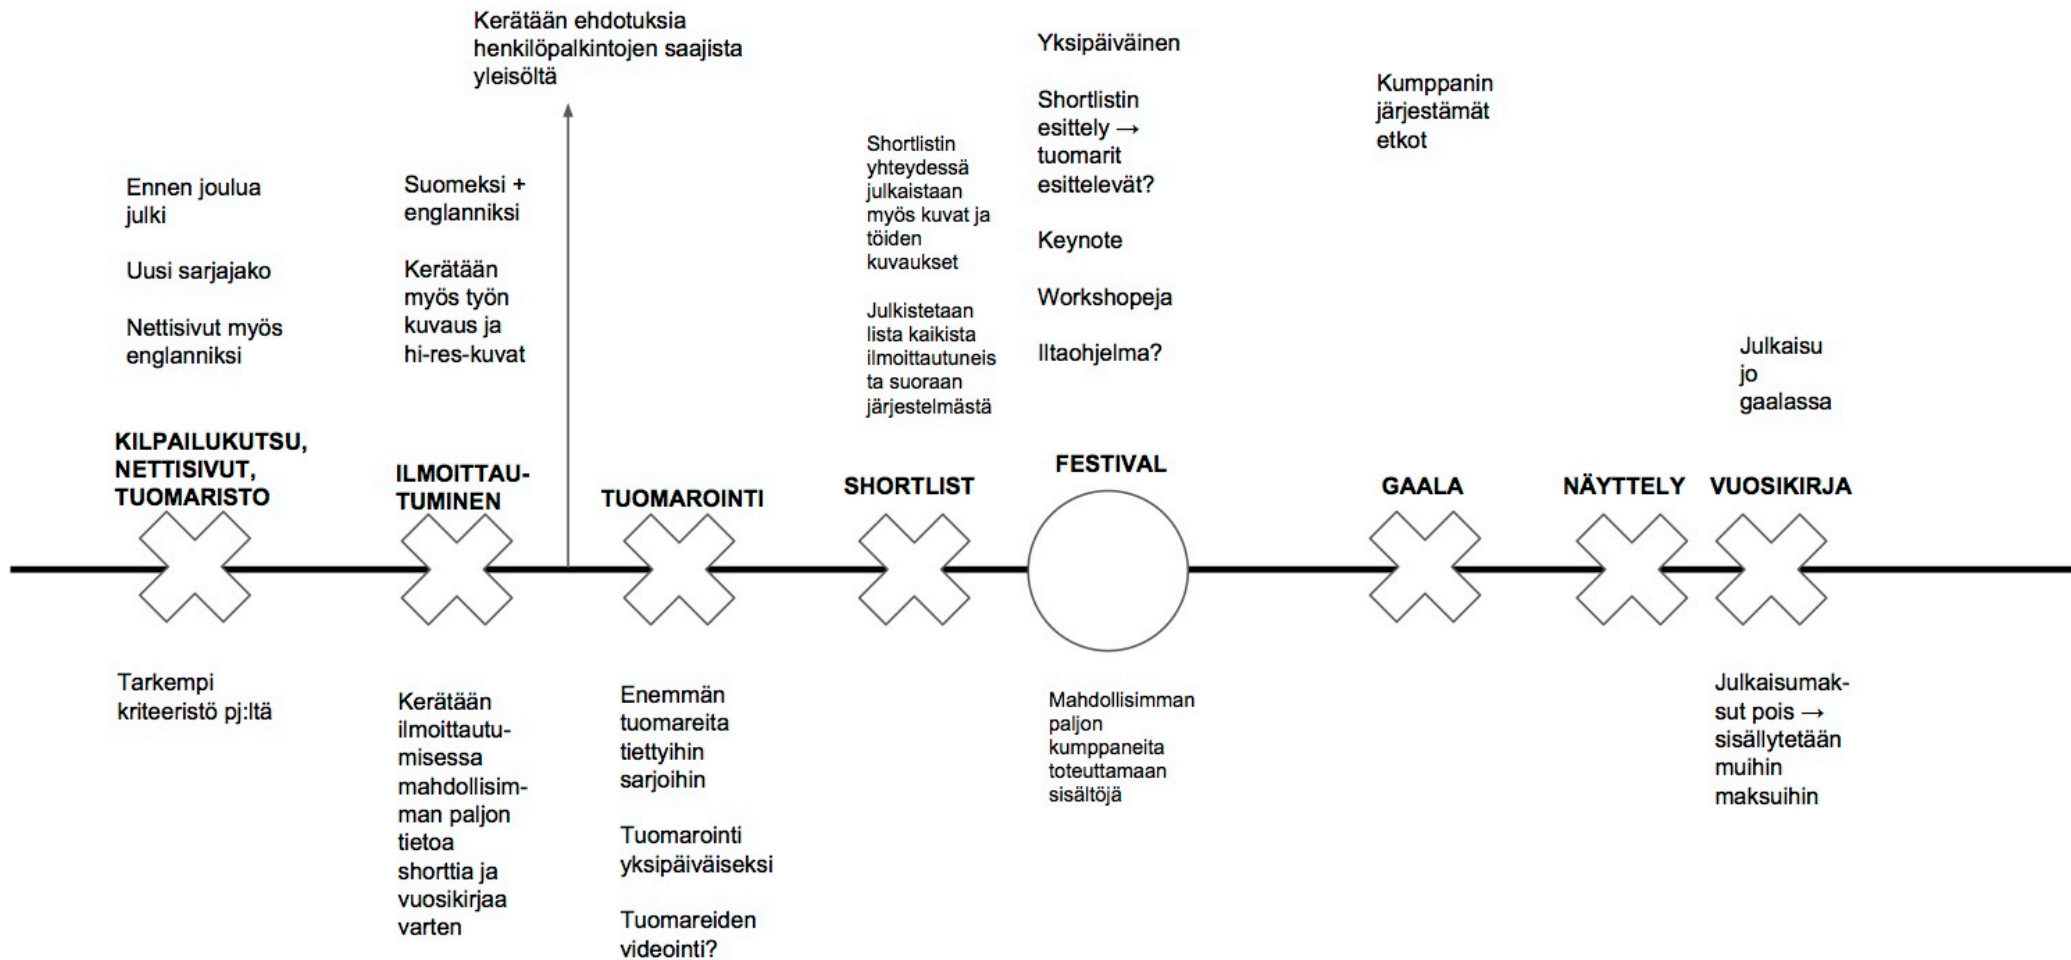 Kerätään ehdotuksia
henkilöpalkintojen saajista
yleisöltä
Ennen joulua
julki
Uusi sarjajako
Nettisivut myös
englanniksi
KILPAILUKUTSU,
NETTISIVUT,
TUOMARISTO
Tarkempi
kriteeristö pj:ltä
Suomeksi +
englanniksi
Kerätään
myös työn
kuvaus ja
hi-res-kuvat
ILMOITTAU-
TUMINEN
Kerätään
ilmoittautu-
misessa
mahdollisim-
man paljon
tietoa
shorttia ja
vuosikirjaa
varten
TUOMAROINTI
Enemmän
tuomareita
tiettyihin
sarjoihin
Tuomarointi
yksipäiväiseksi
Tuomareiden
videointi?
Shortlistin
yhteydessä
julkaistaan
myös kuvat ja
töiden
kuvaukset
Julkistetaan
lista kaikista
ilmoittautuneis
ta suoraan
järjestelmästä
SHORTLIST
Yksipäiväinen
Shortlistin
esittely →
tuomarit
esittelevät?
Keynote
Workshopeja
Iltaohjelma?
FESTIVAL
Mahdollisimman
paljon
kumppaneita
toteuttamaan
sisältöjä
Kumppanin
järjestämät
etkot
GAALA
NÄYTTELY
Julkaisu
jo
gaalassa
VUOSIKIRJA
Julkaisumak-
sut pois →
sisällytetään
muihin
maksuihin